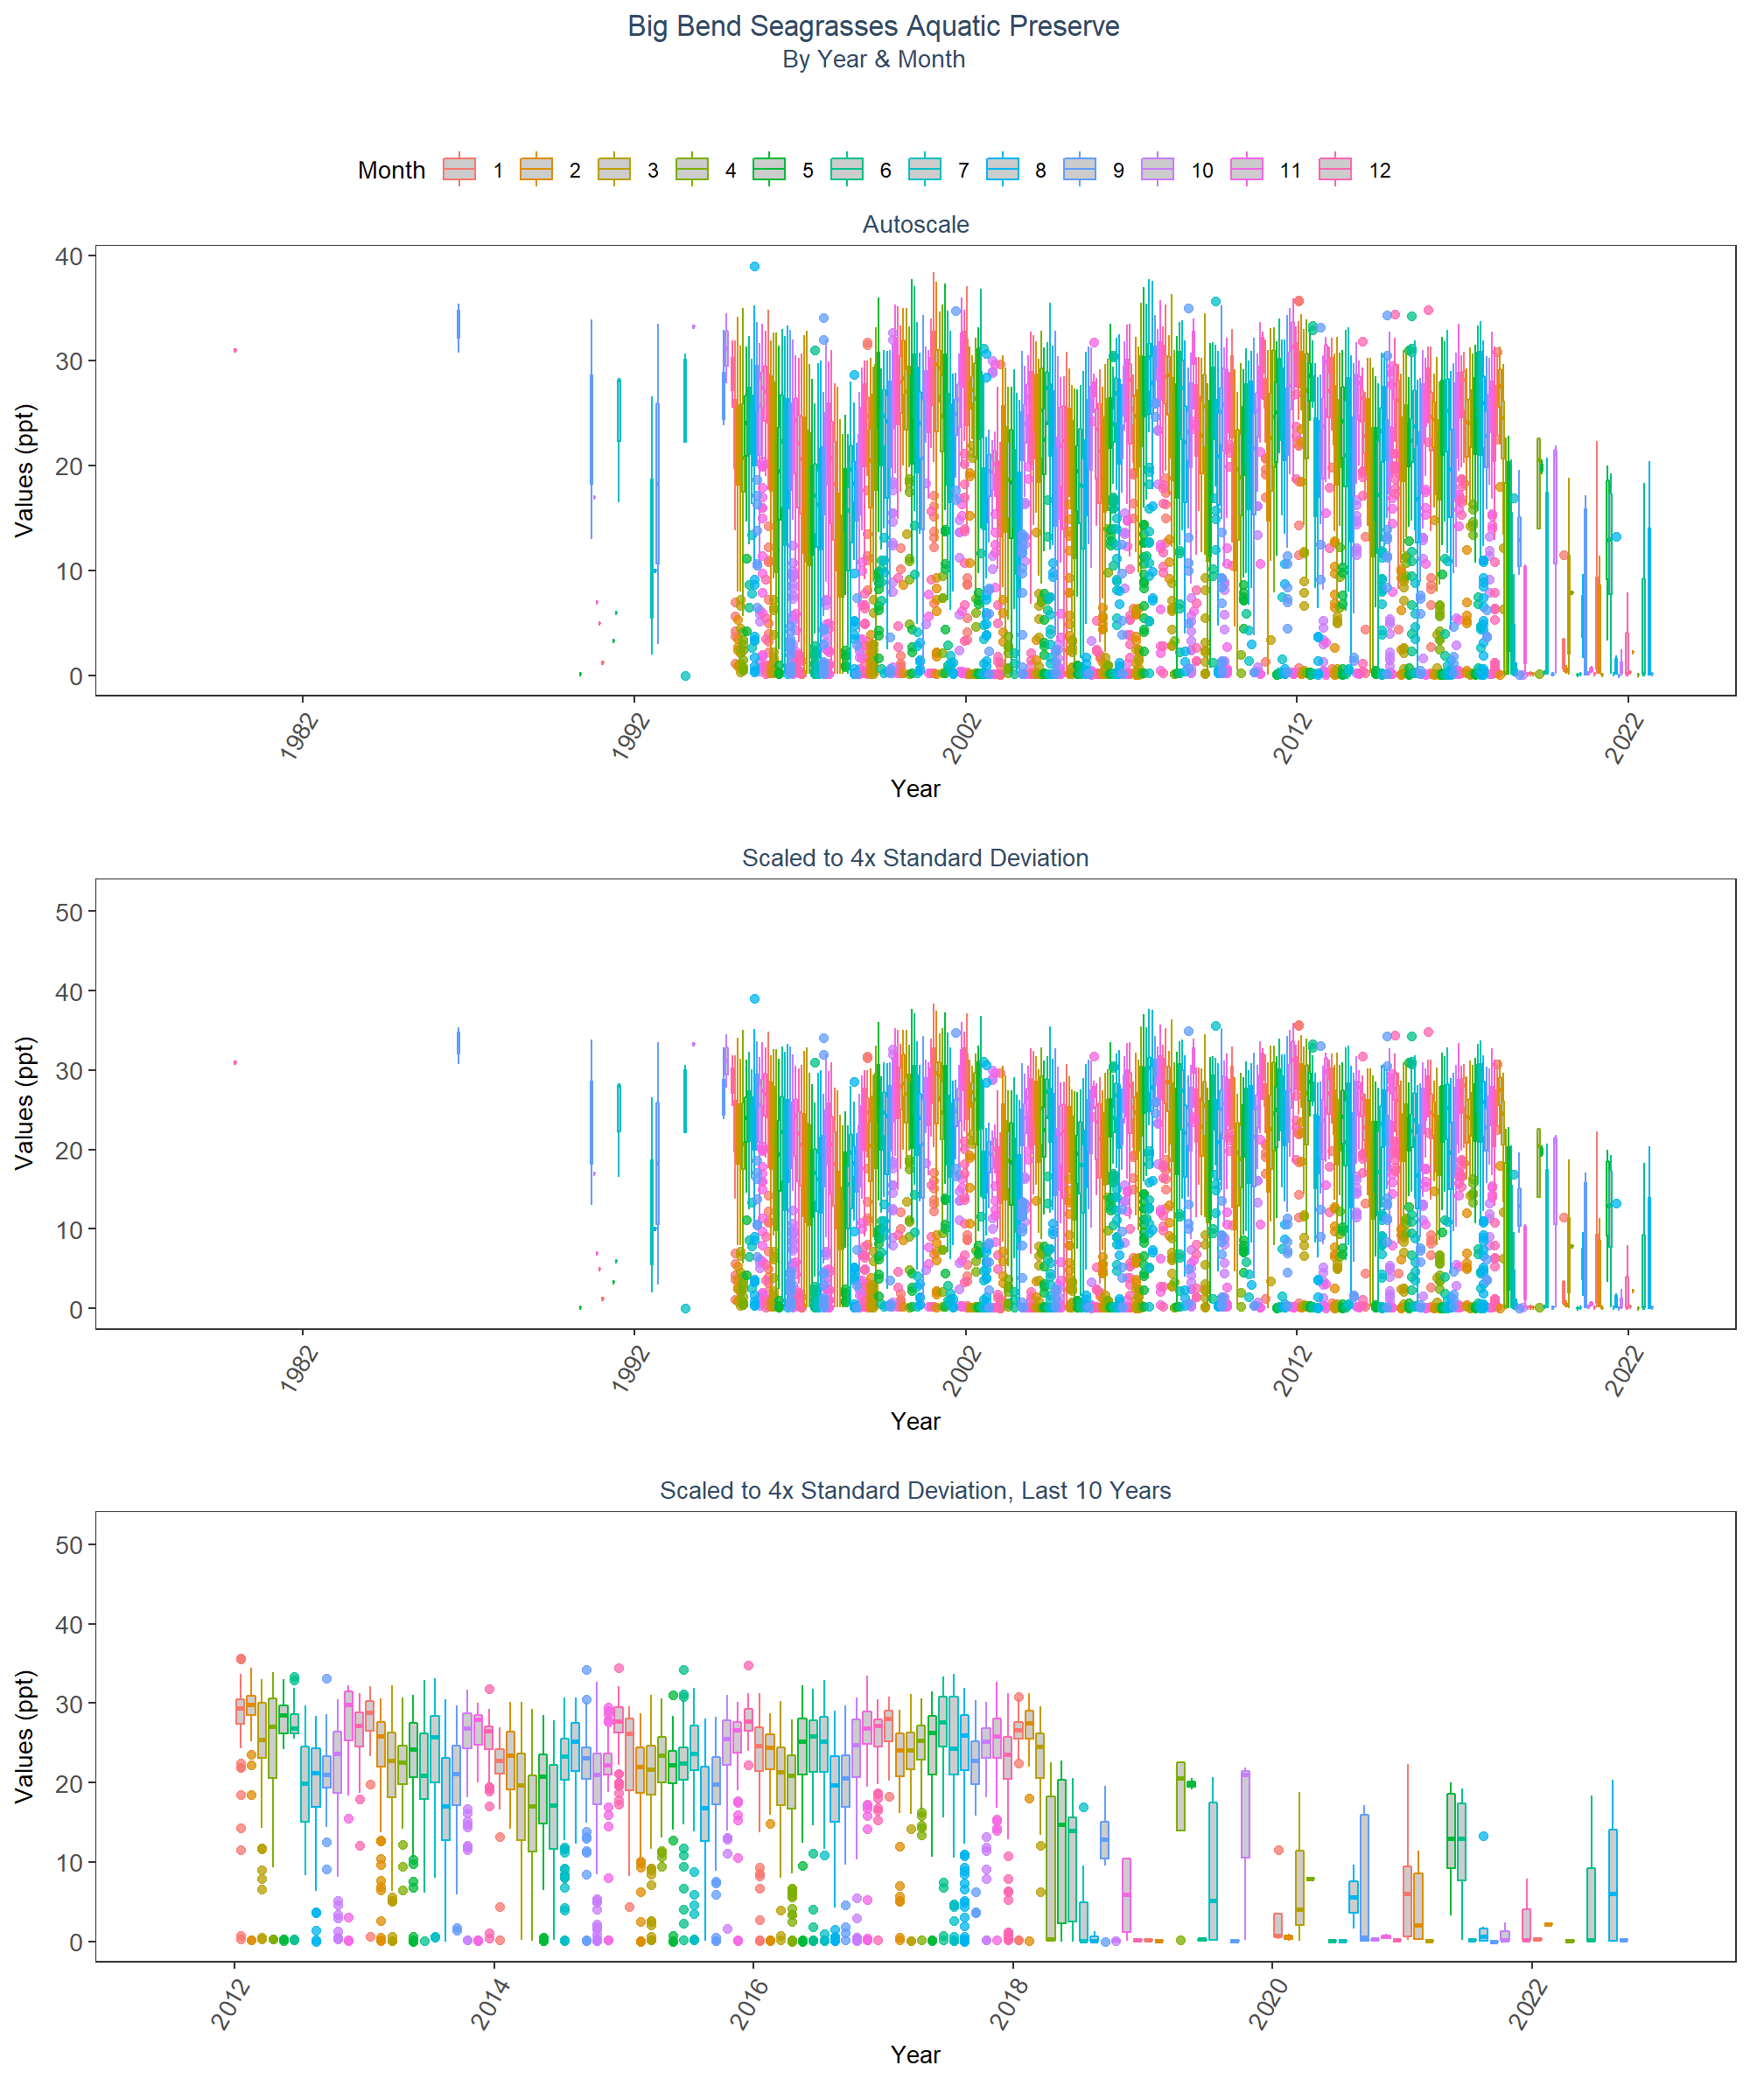 Big Bend Seagrasses Aquatic Preserve
By Year & Month
Month 1 2 3 4 5 6 7 8 9 10 11 12
Autoscale
Values (ppt)
40
30
20
10
0
1982 1992 2002 2012 2022
Year
Scaled to 4x Standard Deviation
Values (ppt)
50
40
30
20
10
0
1982 1992 2002 2012 2022
Year
Scaled to 4x Standard Deviation, Last 10 Years
Values (ppt)
50
40
30
20
10
0
2012 2014 2016 2018 2020 2022
Year